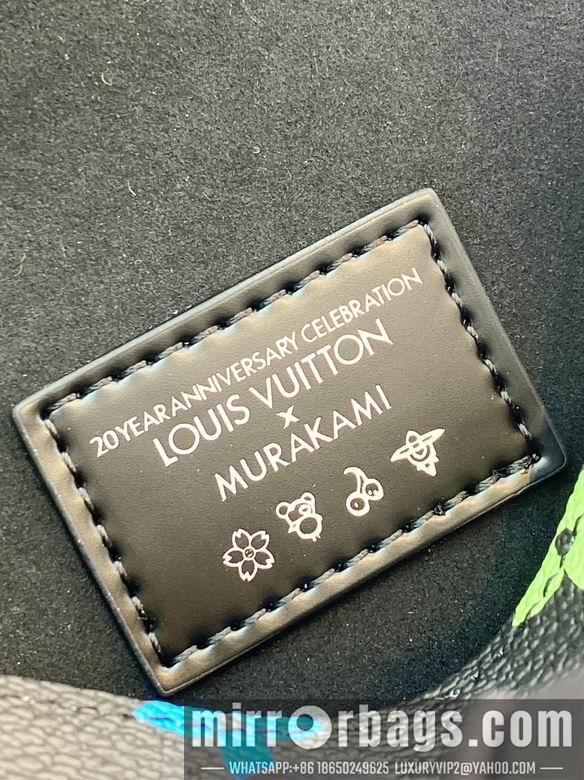 20 YEAR ANNIVERSARY CELEBRATION
LOUIS VUITTON
x
MURAKAMI
mirrorbags.com
WHATSAPP:+86 18650249625 LUXURYVIP2@YAHOO.COM